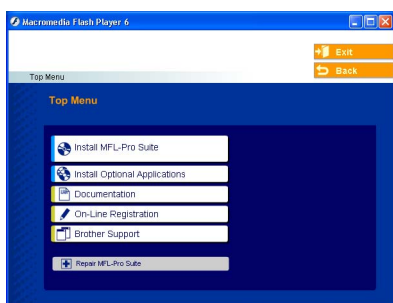 Macromedia Flash Player 6
Exit
Back
Top Menu
Top Menu
Install MFL-Pro Suite
Install Optional Applications
Documentation
On-Line Registration
Brother Support
Repair MFL-Pro Suite